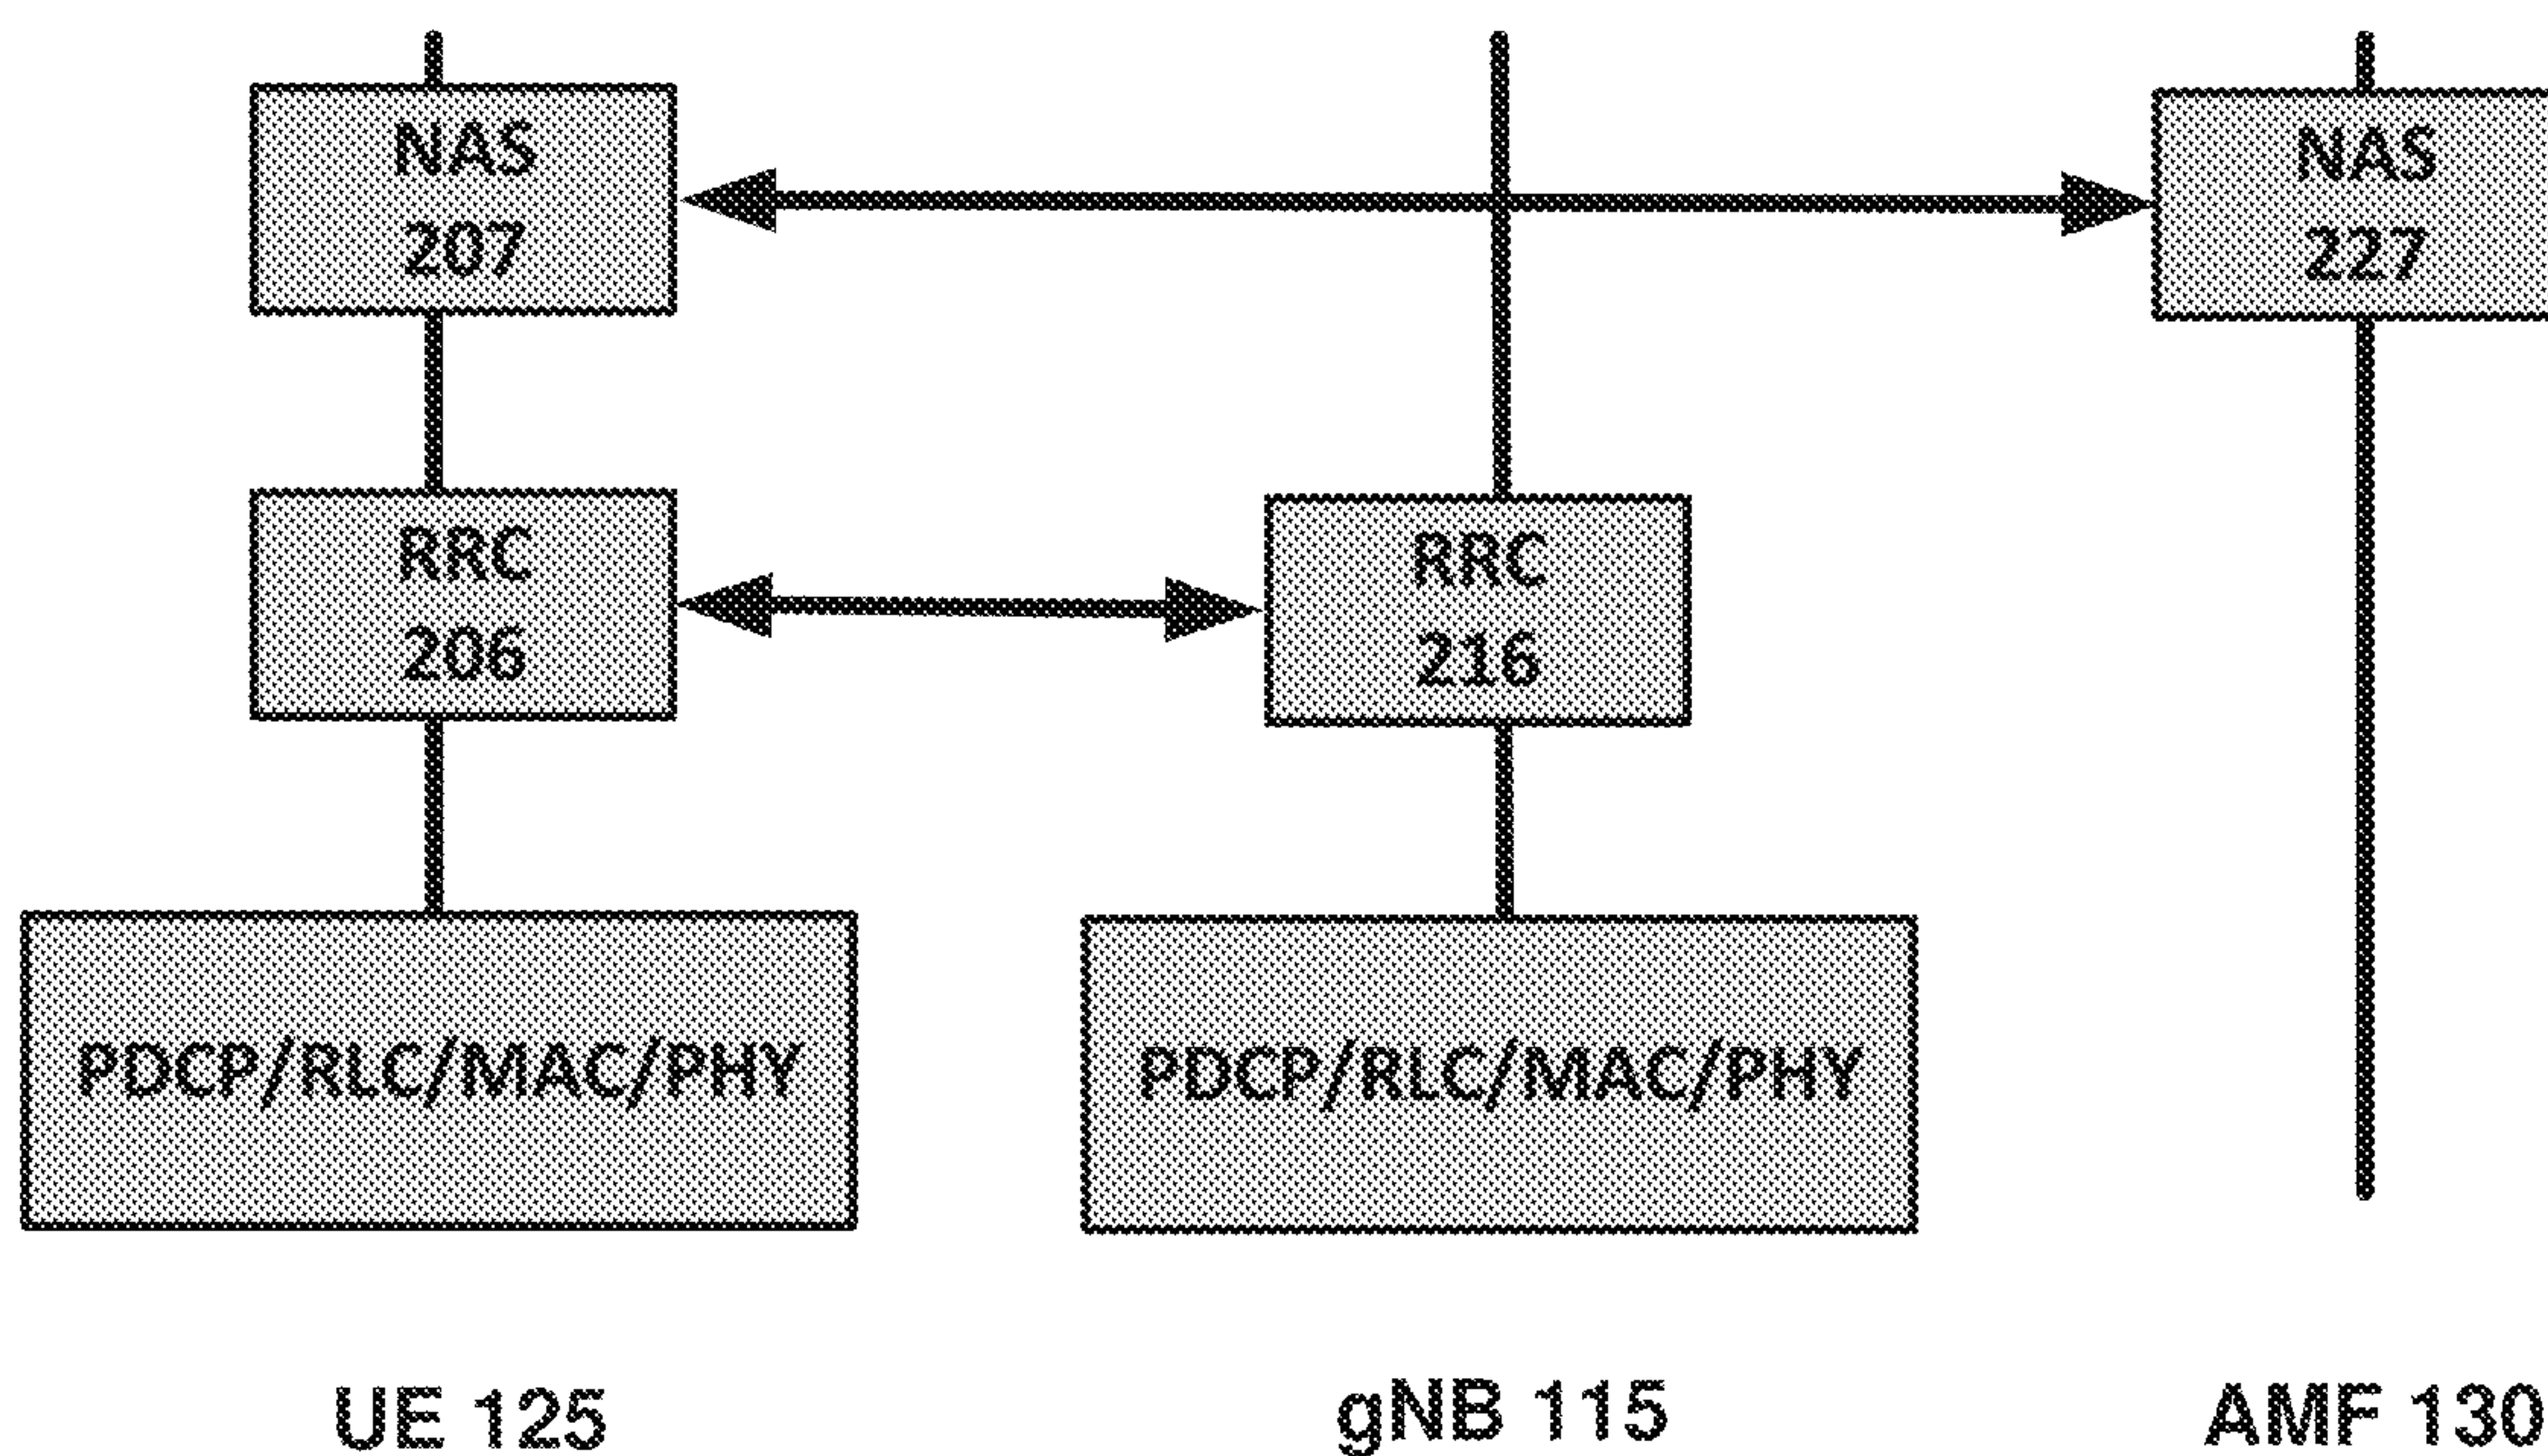 NAS
207
NAS
227
RRC
206
RRC
216
PDCP/RLC/MAC/PHY
PDCP/RLC/MAC/PHY
UE 125
gNB 115
AMF 130